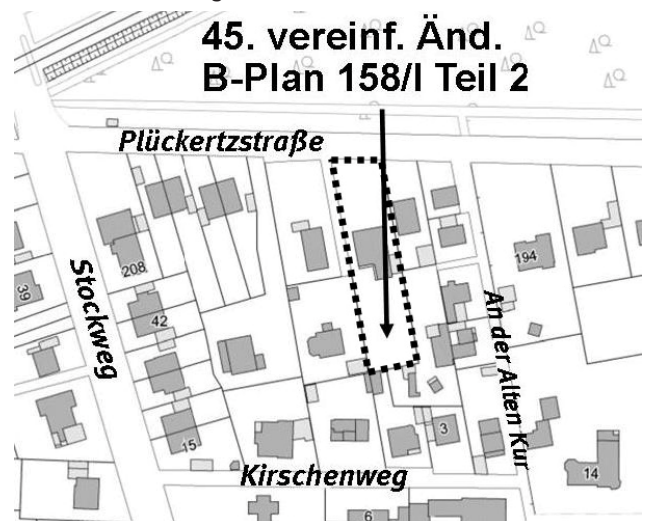 45. vereinf. Änd.
B-Plan 158/I Teil 2
Plückertzstraße
Stockweg
208
39
42
194
An der Alten Kur
15
3
14
Kirschenweg
6